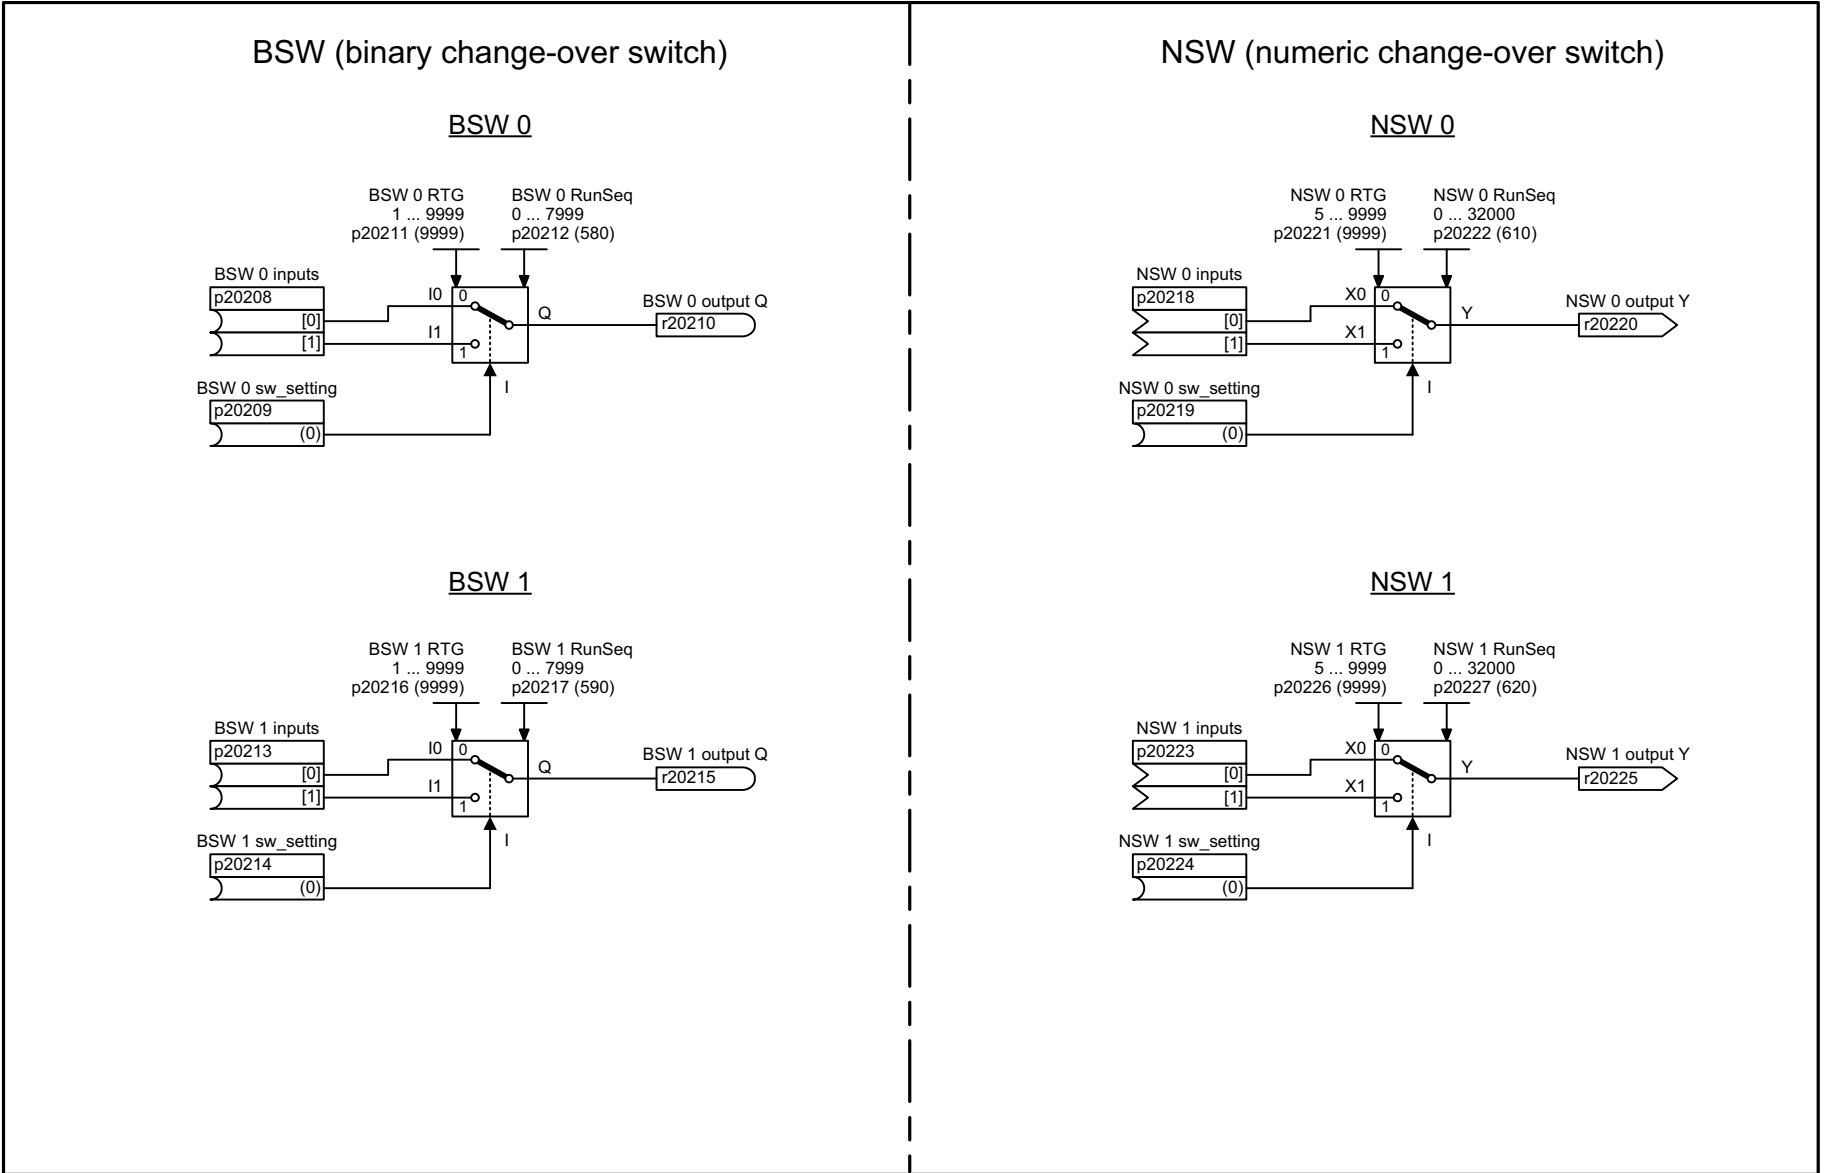 BSW (binary change-over switch)
BSW 0
BSW 0 RTG
1 ... 9999
p20211 (9999)
BSW 0 RunSeq
0 ... 7999
p20212 (580)
BSW 0 inputs
p20208
[0]
[1]
I0
I1
0
1
Q
BSW 0 output Q
r20210
BSW 0 sw_setting
p20209
(0)
I
BSW 1
BSW 1 RTG
1 ... 9999
p20216 (9999)
BSW 1 RunSeq
0 ... 7999
p20217 (590)
BSW 1 inputs
p20213
[0]
[1]
I0
I1
0
1
Q
BSW 1 output Q
r20215
BSW 1 sw_setting
p20214
(0)
I
NSW (numeric change-over switch)
NSW 0
NSW 0 RTG
5 ... 9999
p20221 (9999)
NSW 0 RunSeq
0 ... 32000
p20222 (610)
NSW 0 inputs
p20218
[0]
[1]
X0
X1
0
1
Y
NSW 0 output Y
r20220
NSW 0 sw_setting
p20219
(0)
I
NSW 1
NSW 1 RTG
5 ... 9999
p20226 (9999)
NSW 1 RunSeq
0 ... 32000
p20227 (620)
NSW 1 inputs
p20223
[0]
[1]
X0
X1
0
1
Y
NSW 1 output Y
r20225
NSW 1 sw_setting
p20224
(0)
I